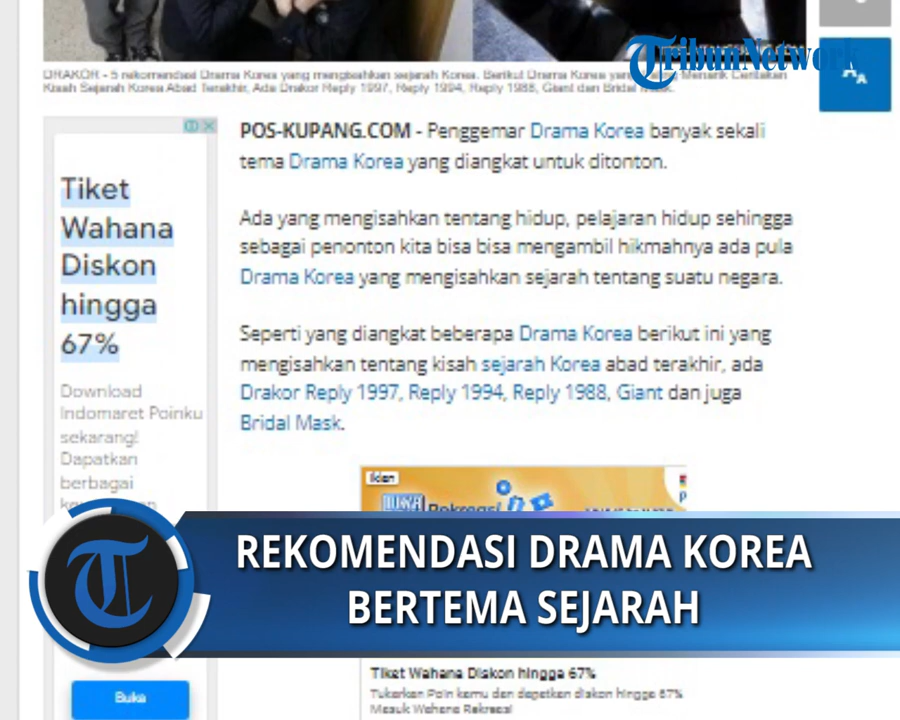 TribunNetwork
DRAKOR - 5 rekomendasi Drama Korea yang mengisahkan sejarah Korea. Berikut Drama Korea Menarik Ceritakan
Kisah Sejarah Korea Abad Terakhir, Ada Drakor Reply 1997, Reply 1994, Reply 1988, Giant dan Bridal
POS-KUPANG.COM - Penggemar Drama Korea banyak sekali
tema Drama Korea yang diangkat untuk ditonton.
Ada yang mengisahkan tentang hidup, pelajaran hidup sehingga
sebagai penonton kita bisa bisa mengambil hikmahnya ada pula
Drama Korea yang mengisahkan sejarah tentang suatu negara.
Seperti yang diangkat beberapa Drama Korea berikut ini yang
mengisahkan tentang kisah sejarah Korea abad terakhir, ada
Drakor Reply 1997, Reply 1994, Reply 1988, Giant dan juga
Bridal Mask.
Tiket
Wahana
Diskon
hingga
67%
Download
Indomaret Poinku
sekarang!
Dapatkan
berbagai
Iklan
REKOMENDASI DRAMA KOREA
BERTEMA SEJARAH
Tiket Wahana Diskon hingga 67%
Tukarkan Poin kamu dan dapatkan diskon hingga 67%
Masuk Wahana Rekreasi
Buka